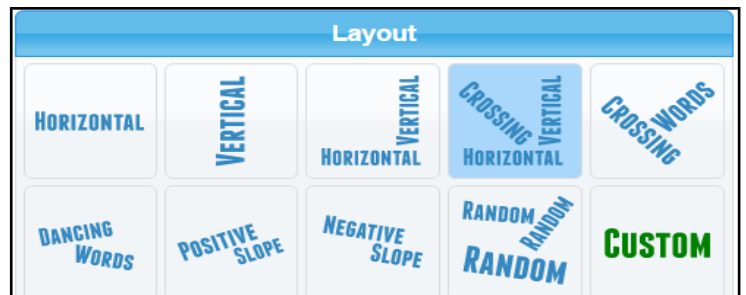 Layout
HORIZONTAL
VERTICAL
VERTICAL
HORIZONTAL
CROSSING
VERTICAL
HORIZONTAL
CROSSING
WORDS
DANCING
WORDS
POSITIVE
SLOPE
NEGATIVE
SLOPE
RANDOM
RANDOM
RANDOM
CUSTOM